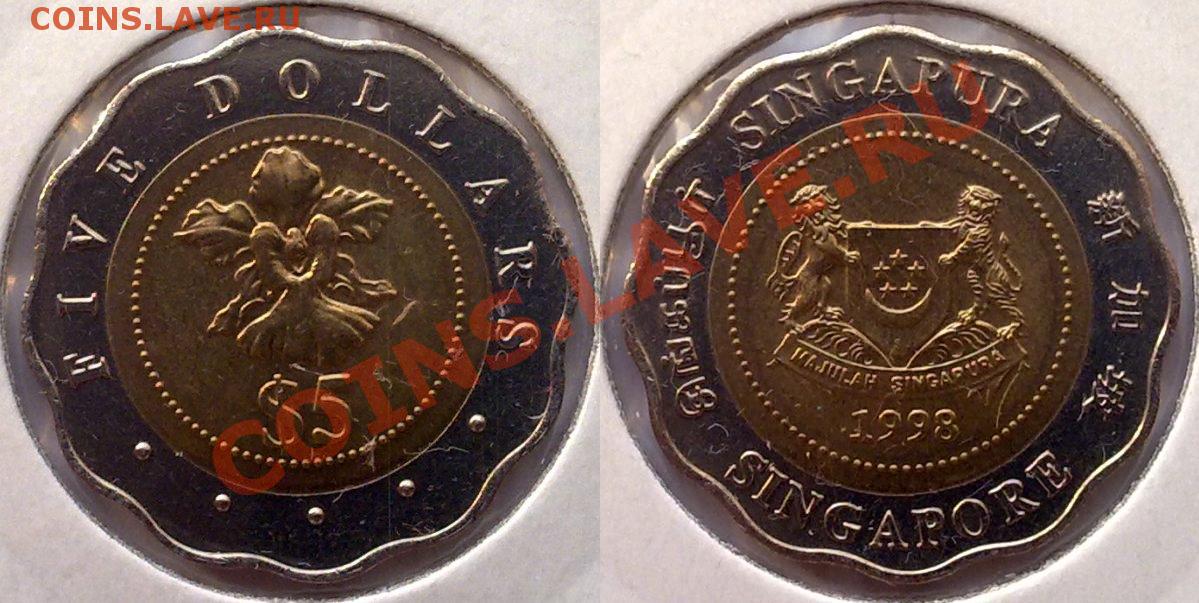 COINS.LAVE.RU
FIVE DOLLARS
$5
COINS.LAVE.RU
சிங்கப்பூர்
SINGAPURA
新加坡
MAJULAH SINGAPURA
1998
SINGAPORE